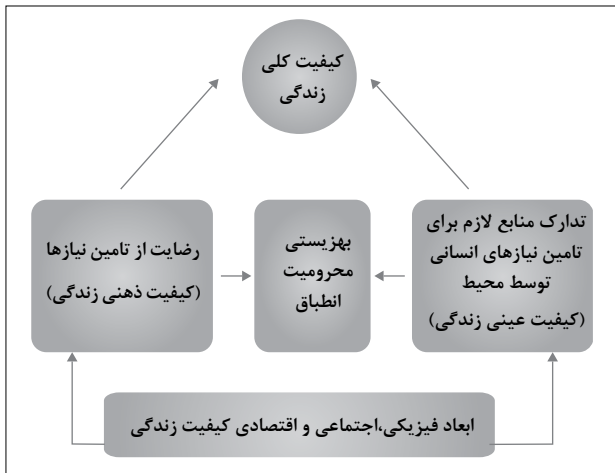 کیفیت کلی
زندگی
تدارک منابع لازم برای
تامین نیازهای انسانی
توسط محیط
(کیفیت عینی زندگی)
بهزیستی
محرومیت
انطباق
رضایت از تامین نیازها
(کیفیت ذهنی زندگی)
ابعاد فیزیکی،اجتماعی و اقتصادی کیفیت زندگی